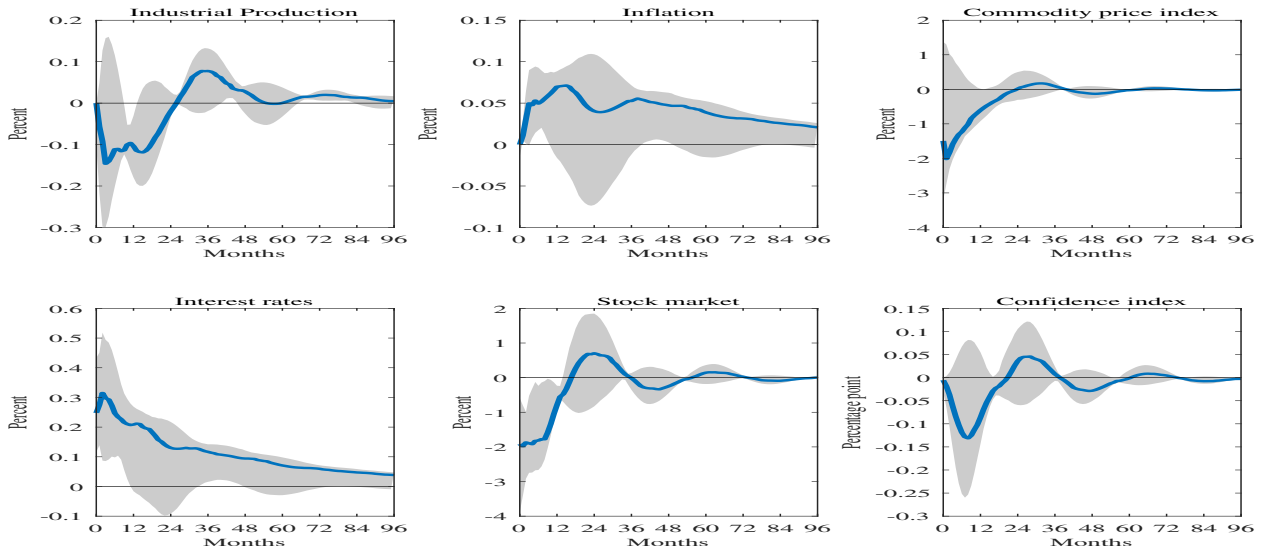 Industrial Production
0.2
0.1
0
-0.1
-0.2
-0.3
Percent
0 12 24 36 48 60 72 84 96
Months
Inflation
0.15
0.1
0.05
0
-0.05
-0.1
Percent
0 12 24 36 48 60 72 84 96
Months
Commodity price index
2
1
0
-1
-2
-3
-4
Percent
0 12 24 36 48 60 72 84 96
Months
Interest rates
0.6
0.5
0.4
0.3
0.2
0.1
0
-0.1
Percent
0 12 24 36 48 60 72 84 96
Months
Stock market
2
1
0
-1
-2
-3
-4
Percent
0 12 24 36 48 60 72 84 96
Months
Confidence index
0.15
0.1
0.05
0
-0.05
-0.1
-0.15
-0.2
-0.25
-0.3
Percentage point
0 12 24 36 48 60 72 84 96
Months